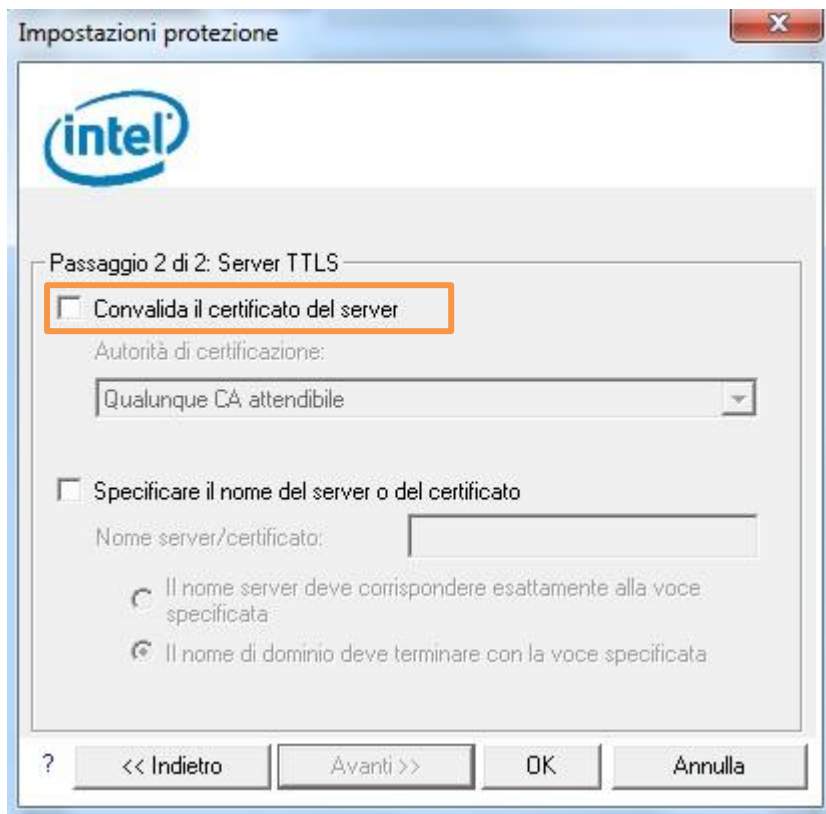 Impostazioni protezione
intel
Passaggio 2 di 2: Server TTLS
Convalida il certificato del server
Autorità di certificazione:
Qualunque CA attendibile
Specificare il nome del server o del certificato
Nome server/certificato:
Il nome server deve corrispondere esattamente alla voce
specificata
Il nome di dominio deve terminare con la voce specificata
? << Indietro Avanti >> OK Annulla